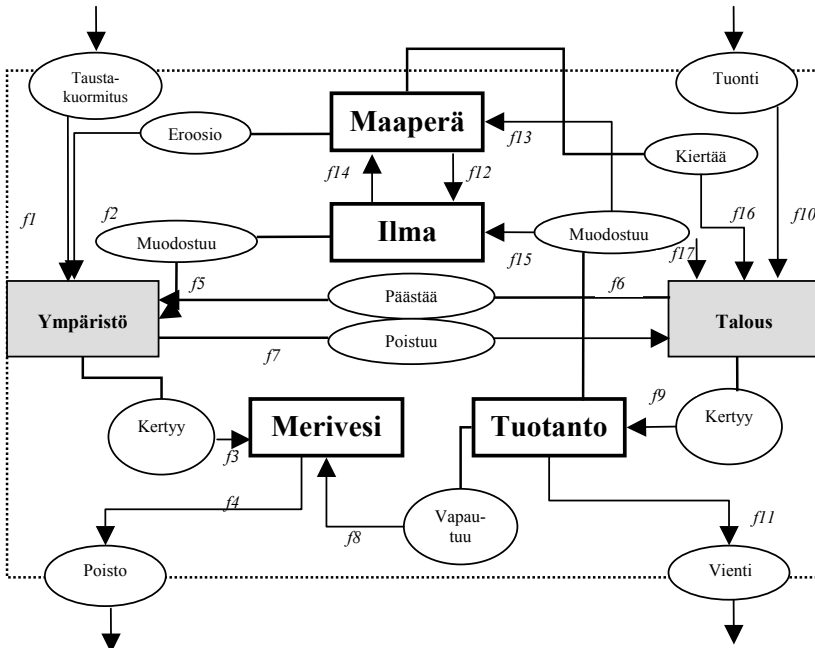 Tausta-
kuormitus
Tuonti
Maaperä
Eroosio
f13
Kiertää
f14
f12
f1
f2
f16
f10
Muodostuu
Ilma
Muodostuu
f15
f17
f5
Päästää
f6
Ympäristö
Talous
Poistuu
f7
f9
Kertyy
Merivesi
Tuotanto
Kertyy
f3
f4
f8
Vapau-
tuu
f11
Poisto
Vienti